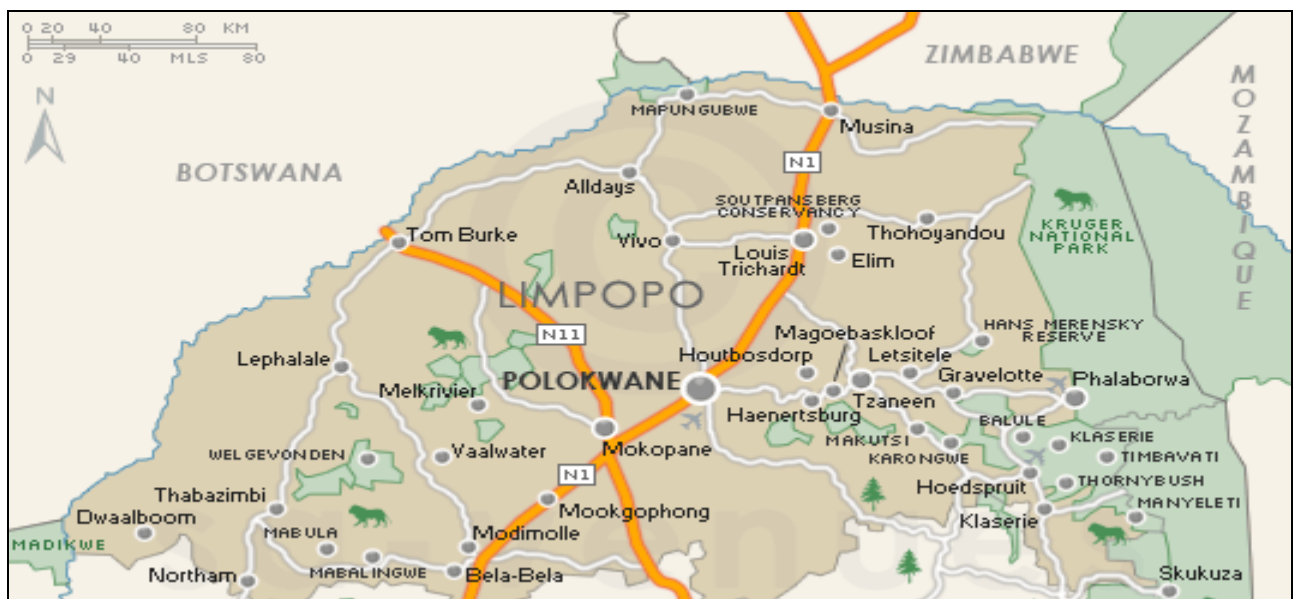 0 20 40 80 KM
0 29 40 MLS 80
N
ZIMBABWE
MOZAMBIQUE
BOTSWANA
MAPUNGUBWE
Musina
N1
Alldays
SOUTPANSBERG
CONSERVANCY
KRUGER
NATIONAL
PARK
Tom Burke
Vivo
Louis
Trichardt
Elim
Thohoyandou
LIMPOPO
N11
Magoebaskloof
HANS MERENSKY
RESERVE
Lephalale
Houtbosdorp
Letsitele
POLOKWANE
Gravelotte
Phalaborwa
Melkrivier
Haenertsburg
Tzaneen
BALULE
MAKUTSI
KLASERIE
WELGEVONDEN
Vaalwater
Mokopane
KARONGWE
TIMBAVATI
N1
Hoedspruit
THORNYBUSH
Thabazimbi
Mookgophong
Klaserie
MANYELETI
Dwaalboom
MABULA
Modimolle
MADIKWE
Northam
MABALINGWE
Bela-Bela
Skukuza